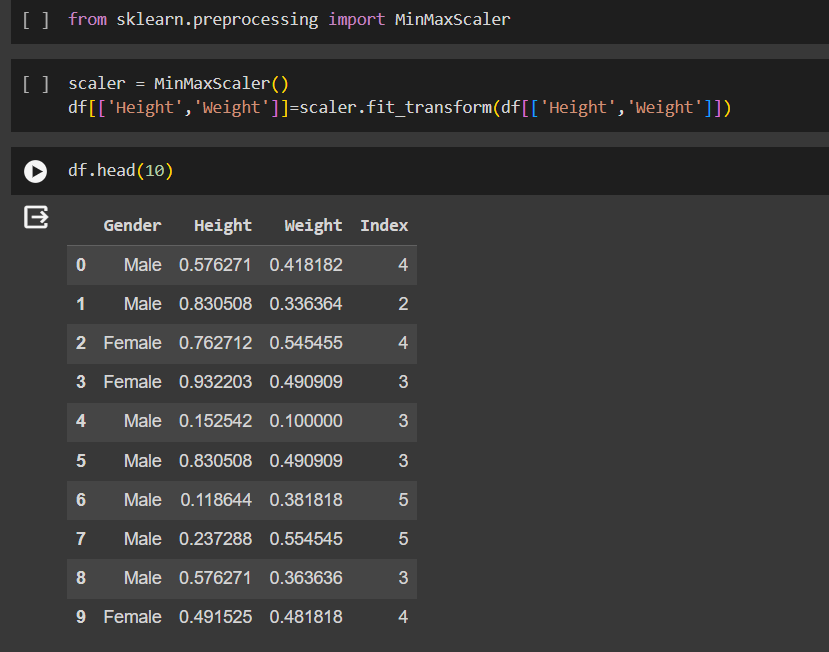 [ ] from sklearn.preprocessing import MinMaxScaler
[ ] scaler = MinMaxScaler()
df[['Height','Weight']]=scaler.fit_transform(df[['Height','Weight']])
df.head(10)
Gender Height Weight Index
0 Male 0.576271 0.418182 4
1 Male 0.830508 0.336364 2
2 Female 0.762712 0.545455 4
3 Female 0.932203 0.490909 3
4 Male 0.152542 0.100000 3
5 Male 0.830508 0.490909 3
6 Male 0.118644 0.381818 5
7 Male 0.237288 0.554545 5
8 Male 0.576271 0.363636 3
9 Female 0.491525 0.481818 4